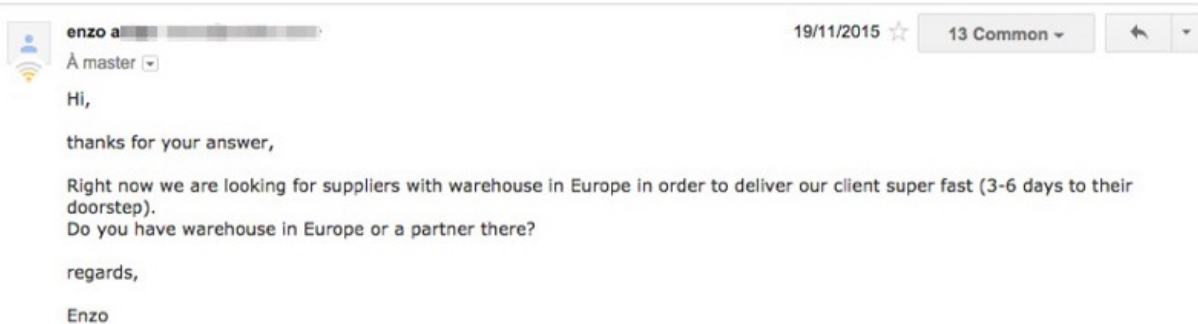 enzo a
19/11/2015
13 Common
À master
Hi,
thanks for your answer,
Right now we are looking for suppliers with warehouse in Europe in order to deliver our client super fast (3-6 days to their
doorstep).
Do you have warehouse in Europe or a partner there?
regards,
Enzo